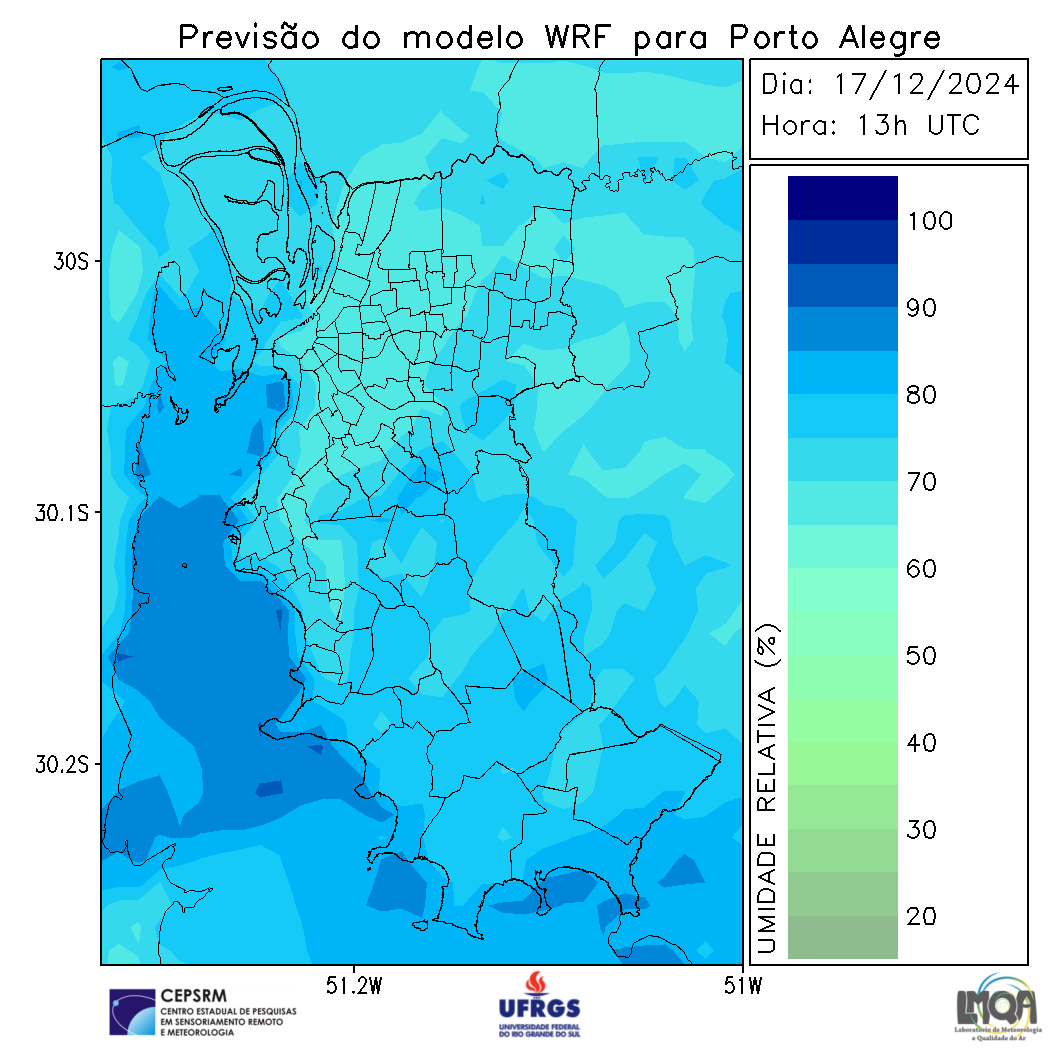 Previsão do modelo WRF para Porto Alegre
Dia: 17/12/2024
Hora: 13h UTC
30S
30.1S
30.2S
51.2W
51W
UMIDADE RELATIVA (%)
100
90
80
70
60
50
40
30
20
CEPSRM
CENTRO ESTADUAL DE PESQUISAS
EM SENSORIAMENTO REMOTO
E METEOROLOGIA
UFRGS
UNIVERSIDADE FEDERAL
DO RIO GRANDE DO SUL
LMQA
Laboratório de Meteorologia
e Qualidade do Ar